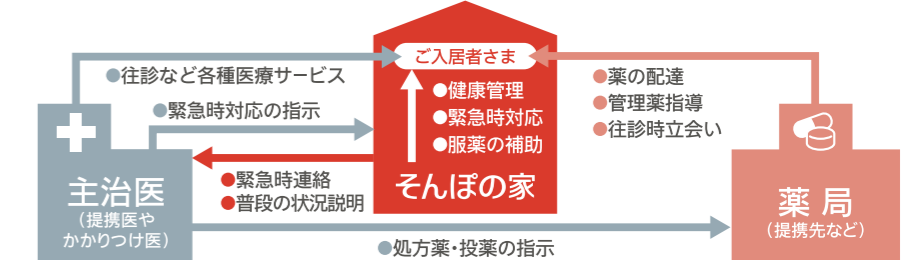 ご入居者さま
●往診など各種医療サービス
●緊急時対応の指示
●健康管理
●緊急時対応
●服薬の補助
●薬の配達
●管理薬指導
●往診時立会い
●緊急時連絡
●普段の状況説明
そんぽの家
主治医
（提携医や
かかりつけ医）
薬局
（提携先など）
●処方薬・投薬の指示